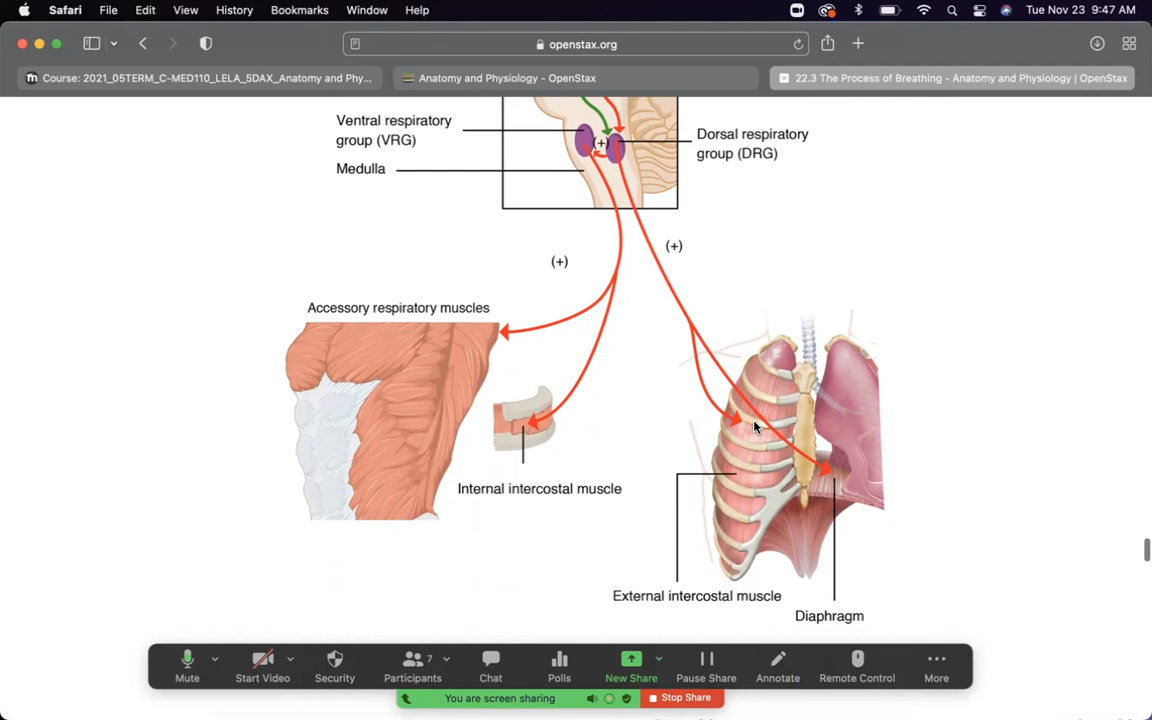 Safari File Edit View History Bookmarks Window Help Tue Nov 23 9:47 AM
openstax.org
Course: 2021_05TERM_C-MED110_LELA_5DAX_Anatomy and Phy...
Anatomy and Physiology - OpenStax
22.3 The Process of Breathing - Anatomy and Physiology | OpenStax
Ventral respiratory
group (VRG)
Medulla
(+)
Dorsal respiratory
group (DRG)
(+)
(+)
Accessory respiratory muscles
Internal intercostal muscle
External intercostal muscle
Diaphragm
7
Mute Start Video Security Participants Chat Polls New Share Pause Share Annotate Remote Control More
You are screen sharing Stop Share